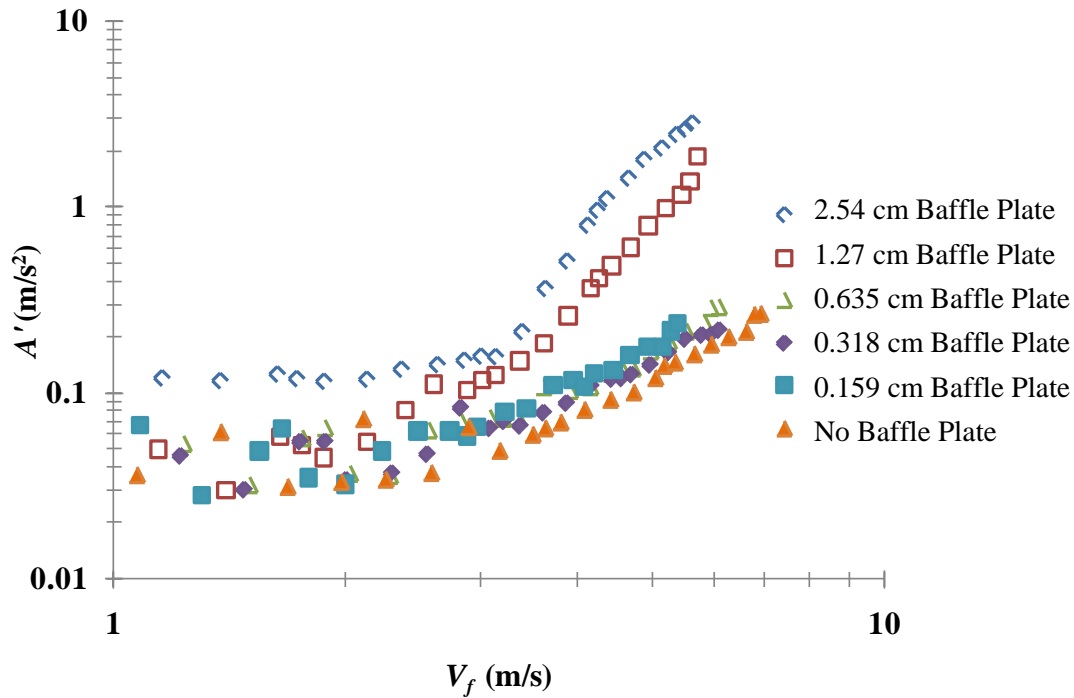 10
1
0.1
0.01
A ′ (m/s²)
1
10
V_f (m/s)
2.54 cm Baffle Plate
1.27 cm Baffle Plate
0.635 cm Baffle Plate
0.318 cm Baffle Plate
0.159 cm Baffle Plate
No Baffle Plate